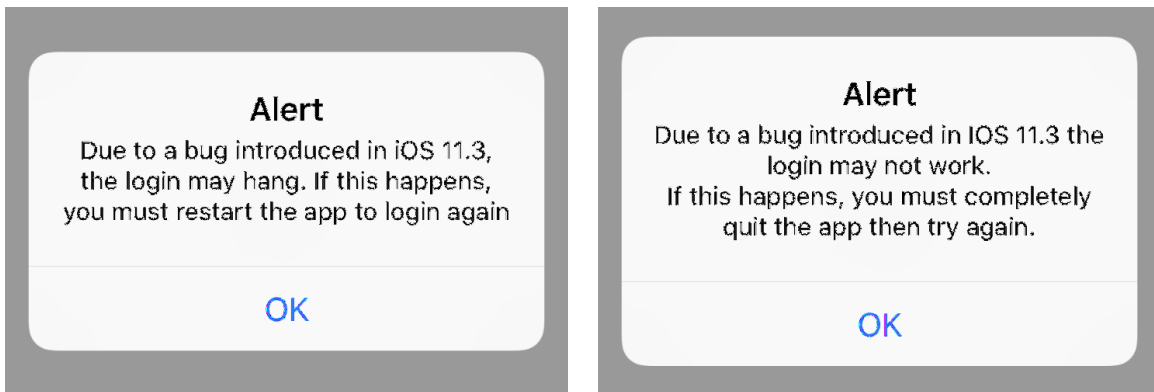 Alert
Due to a bug introduced in iOS 11.3,
the login may hang. If this happens,
you must restart the app to login again
OK
Alert
Due to a bug introduced in IOS 11.3 the
login may not work.
If this happens, you must completely
quit the app then try again.
OK